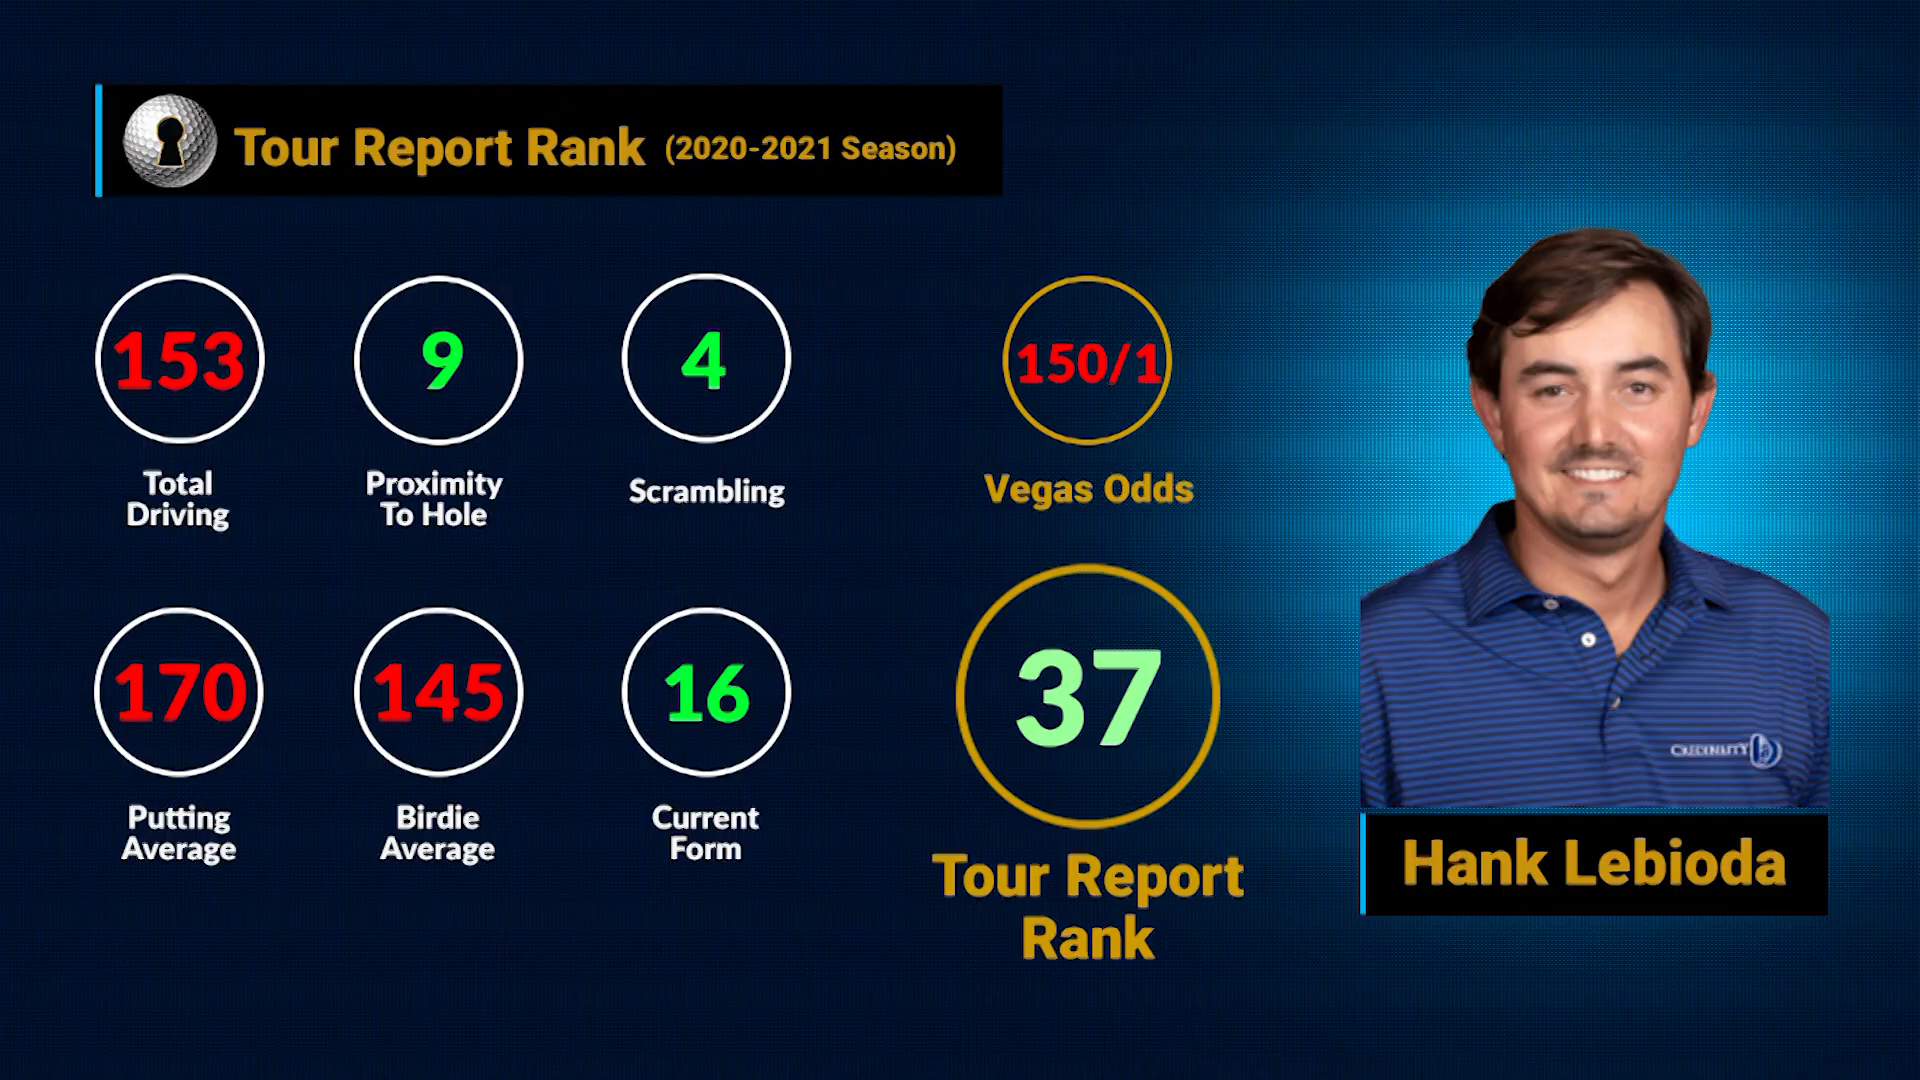 Tour Report Rank (2020-2021 Season)
153
9
4
150/1
Total
Driving
Proximity
To Hole
Scrambling
Vegas Odds
170
145
16
37
Putting
Average
Birdie
Average
Current
Form
Tour Report
Rank
Hank Lebioda